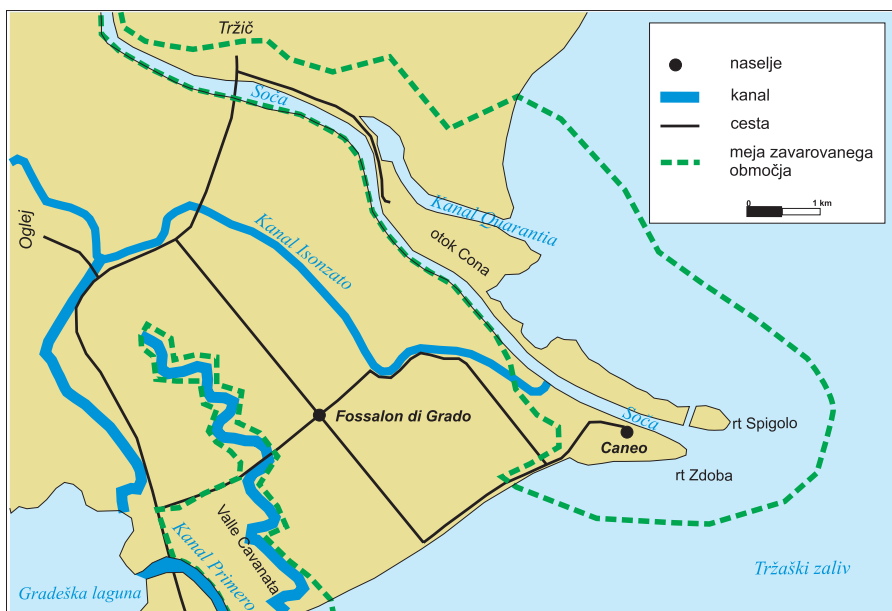 Tržič
Soča
naselje
kanal
cesta
meja zavarovanega
območja
0 1 km
Oglej
Kanal Isonzato
Kanal Quarantia
otok Cona
Fossalon di Grado
Soča
Caneo
rt Spigolo
rt Zdoba
Valle Cavanata
Kanal Primero
Gradeška laguna
Tržaški zaliv